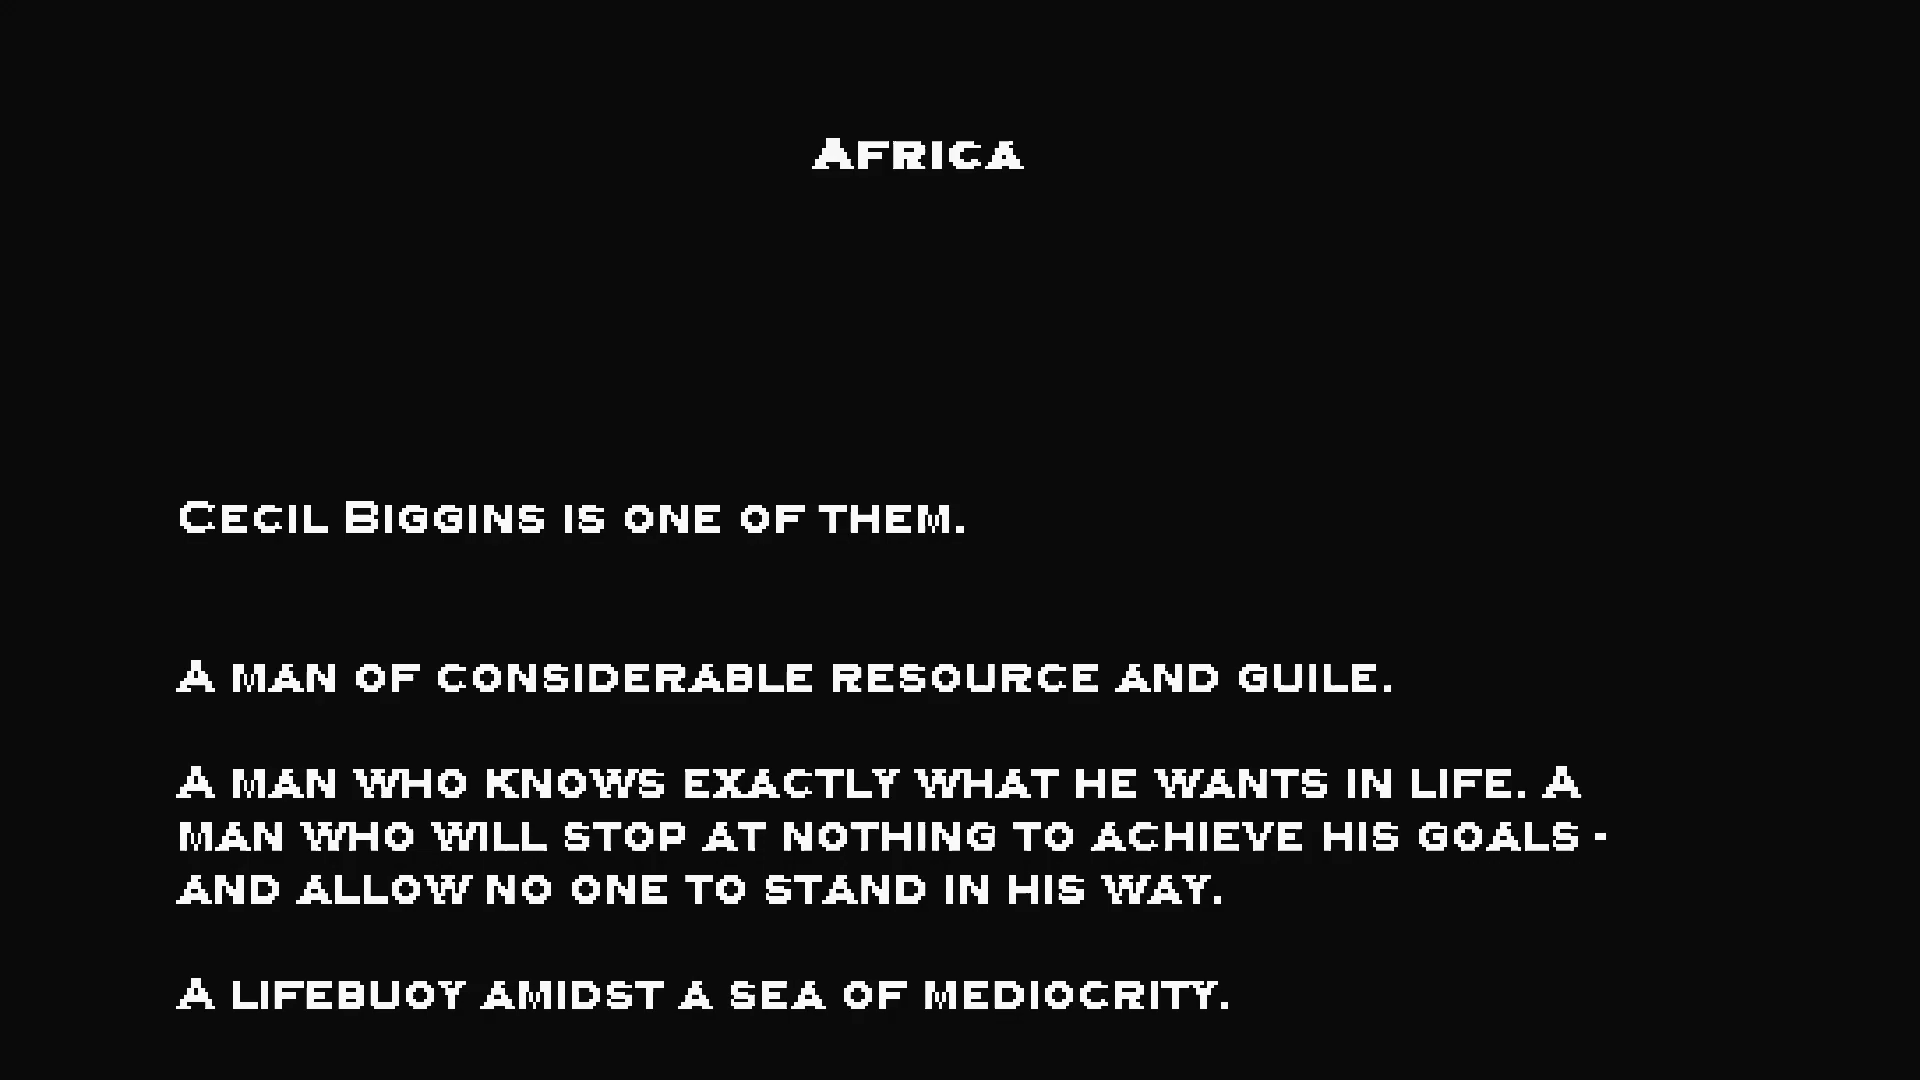 Africa
Cecil Biggins is one of them.
A man of considerable resource and guile.
A man who knows exactly what he wants in life. A
man who will stop at nothing to achieve his goals -
and allow no one to stand in his way.
A lifebuoy amidst a sea of mediocrity.